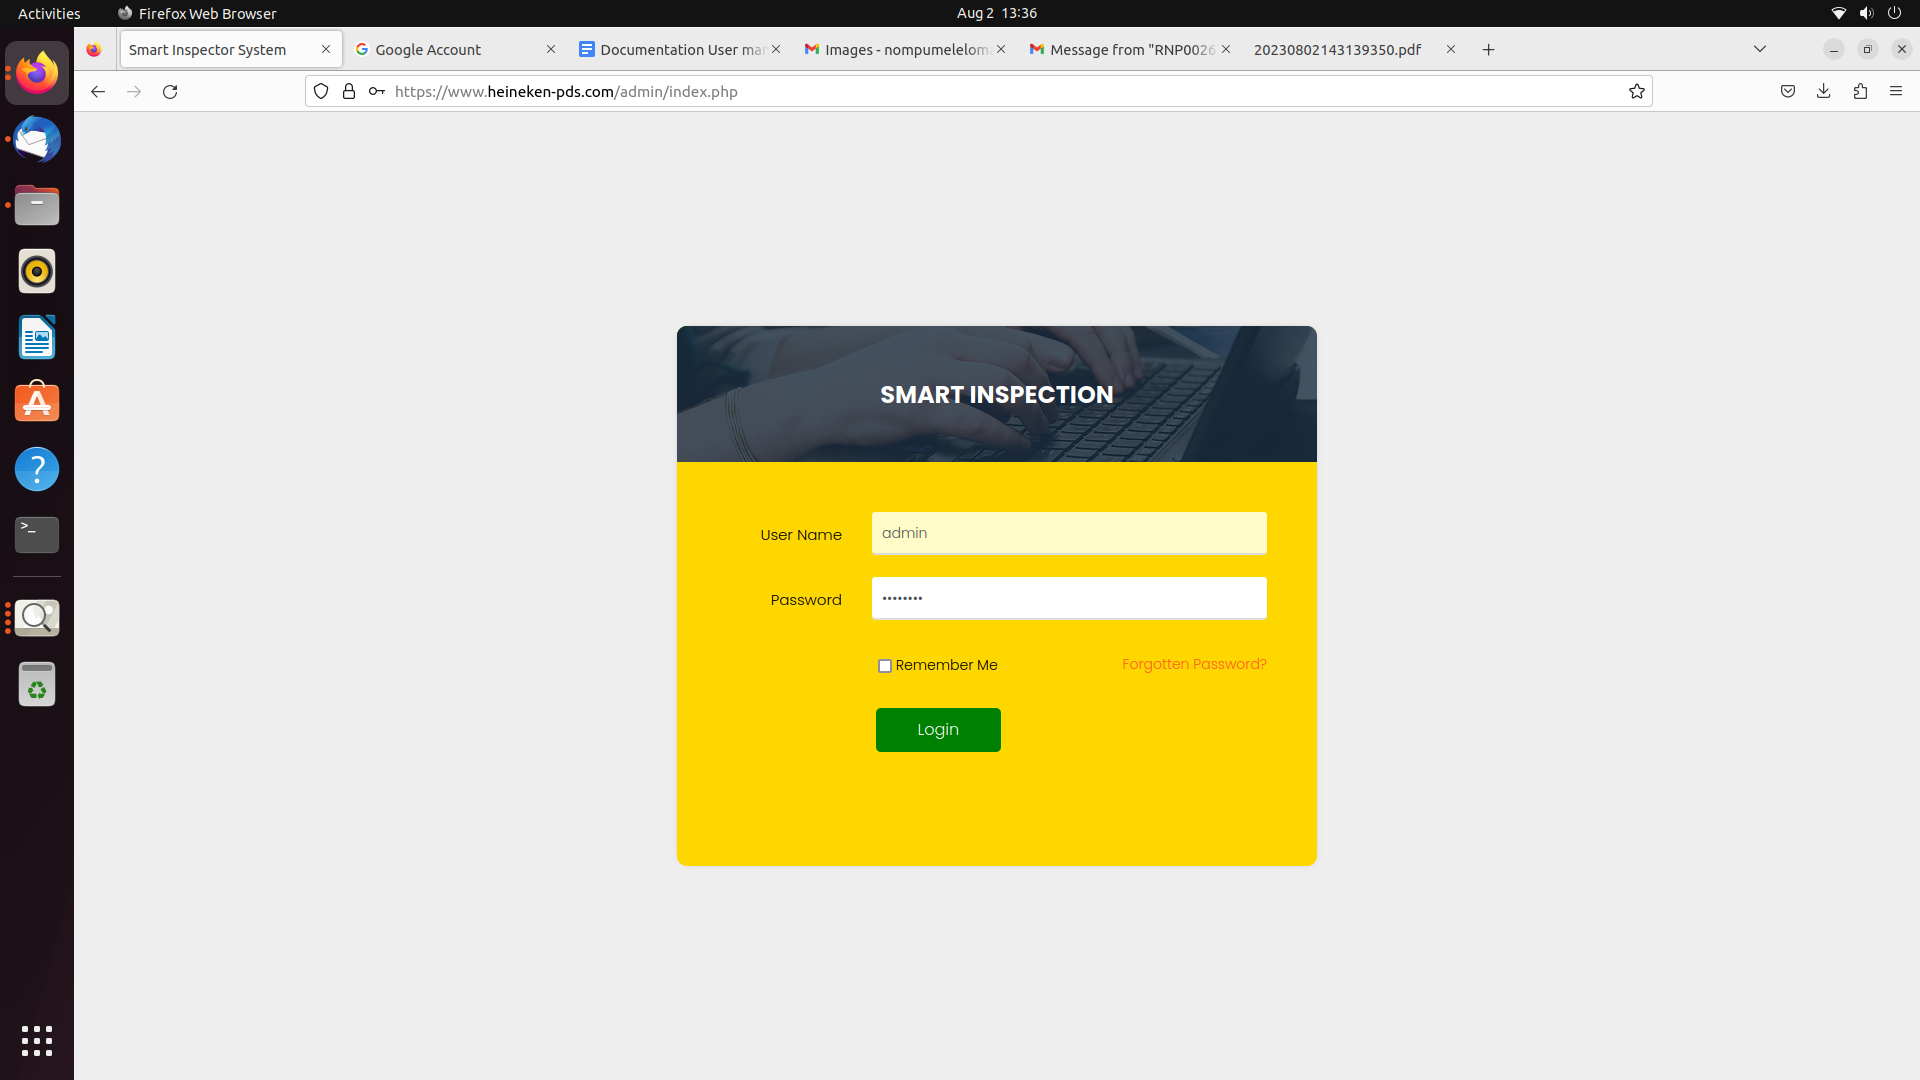 Activities
Firefox Web Browser
Aug 2 13:36
Smart Inspector System
Google Account
Documentation User mar
Images - nompumelelom
Message from "RNP0026
20230802143139350.pdf
https://www.heineken-pds.com/admin/index.php
SMART INSPECTION
User Name
admin
Password
Remember Me
Forgotten Password?
Login